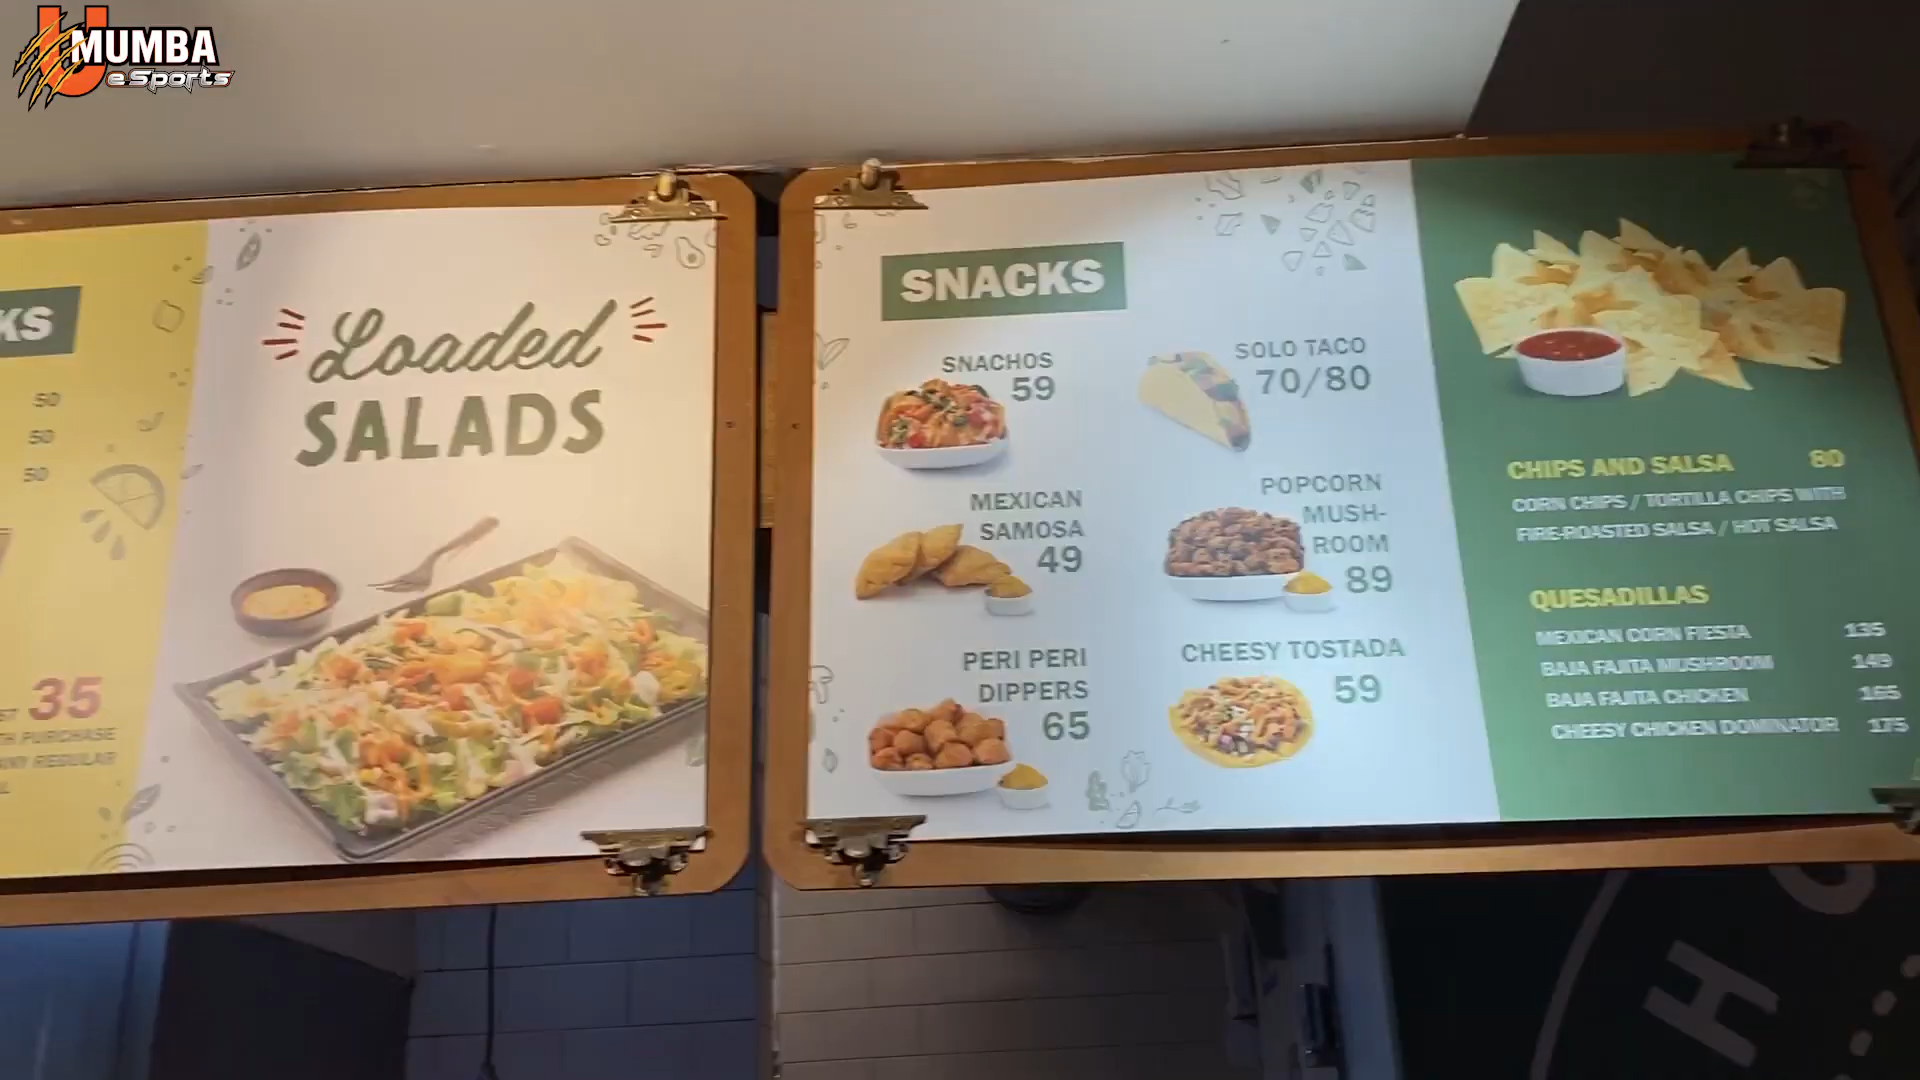 U MUMBA
eSports
KS
50
50
50
35
TH PURCHASE
ANY REGULAR
Loaded
SALADS
SNACKS
SNACHOS
59
SOLO TACO
70/80
MEXICAN
SAMOSA
49
POPCORN
MUSH-
ROOM
89
PERI PERI
DIPPERS
65
CHEESY TOSTADA
59
CHIPS AND SALSA 80
CORN CHIPS / TORTILLA CHIPS WITH
FIRE-ROASTED SALSA / HOT SALSA
QUESADILLAS
MEXICAN CORN FIESTA 135
BAJA FAJITA MUSHROOM 149
BAJA FAJITA CHICKEN 165
CHEESY CHICKEN DOMINATOR 175
H O